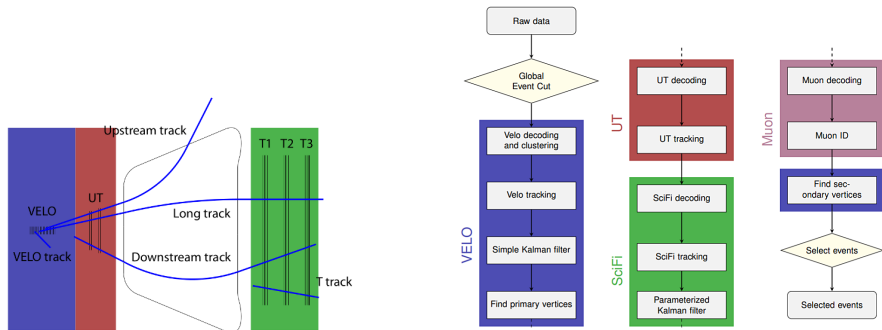 Upstream track
T1 T2 T3
VELO
UT
Long track
VELO track
Downstream track
T track
Raw data
Global
Event Cut
VELO
Velo decoding
and clustering
Velo tracking
Simple Kalman filter
Find primary vertices
UT
UT decoding
UT tracking
SciFi
SciFi decoding
SciFi tracking
Parameterized
Kalman filter
Muon
Muon decoding
Muon ID
Find sec-
ondary vertices
Select events
Selected events